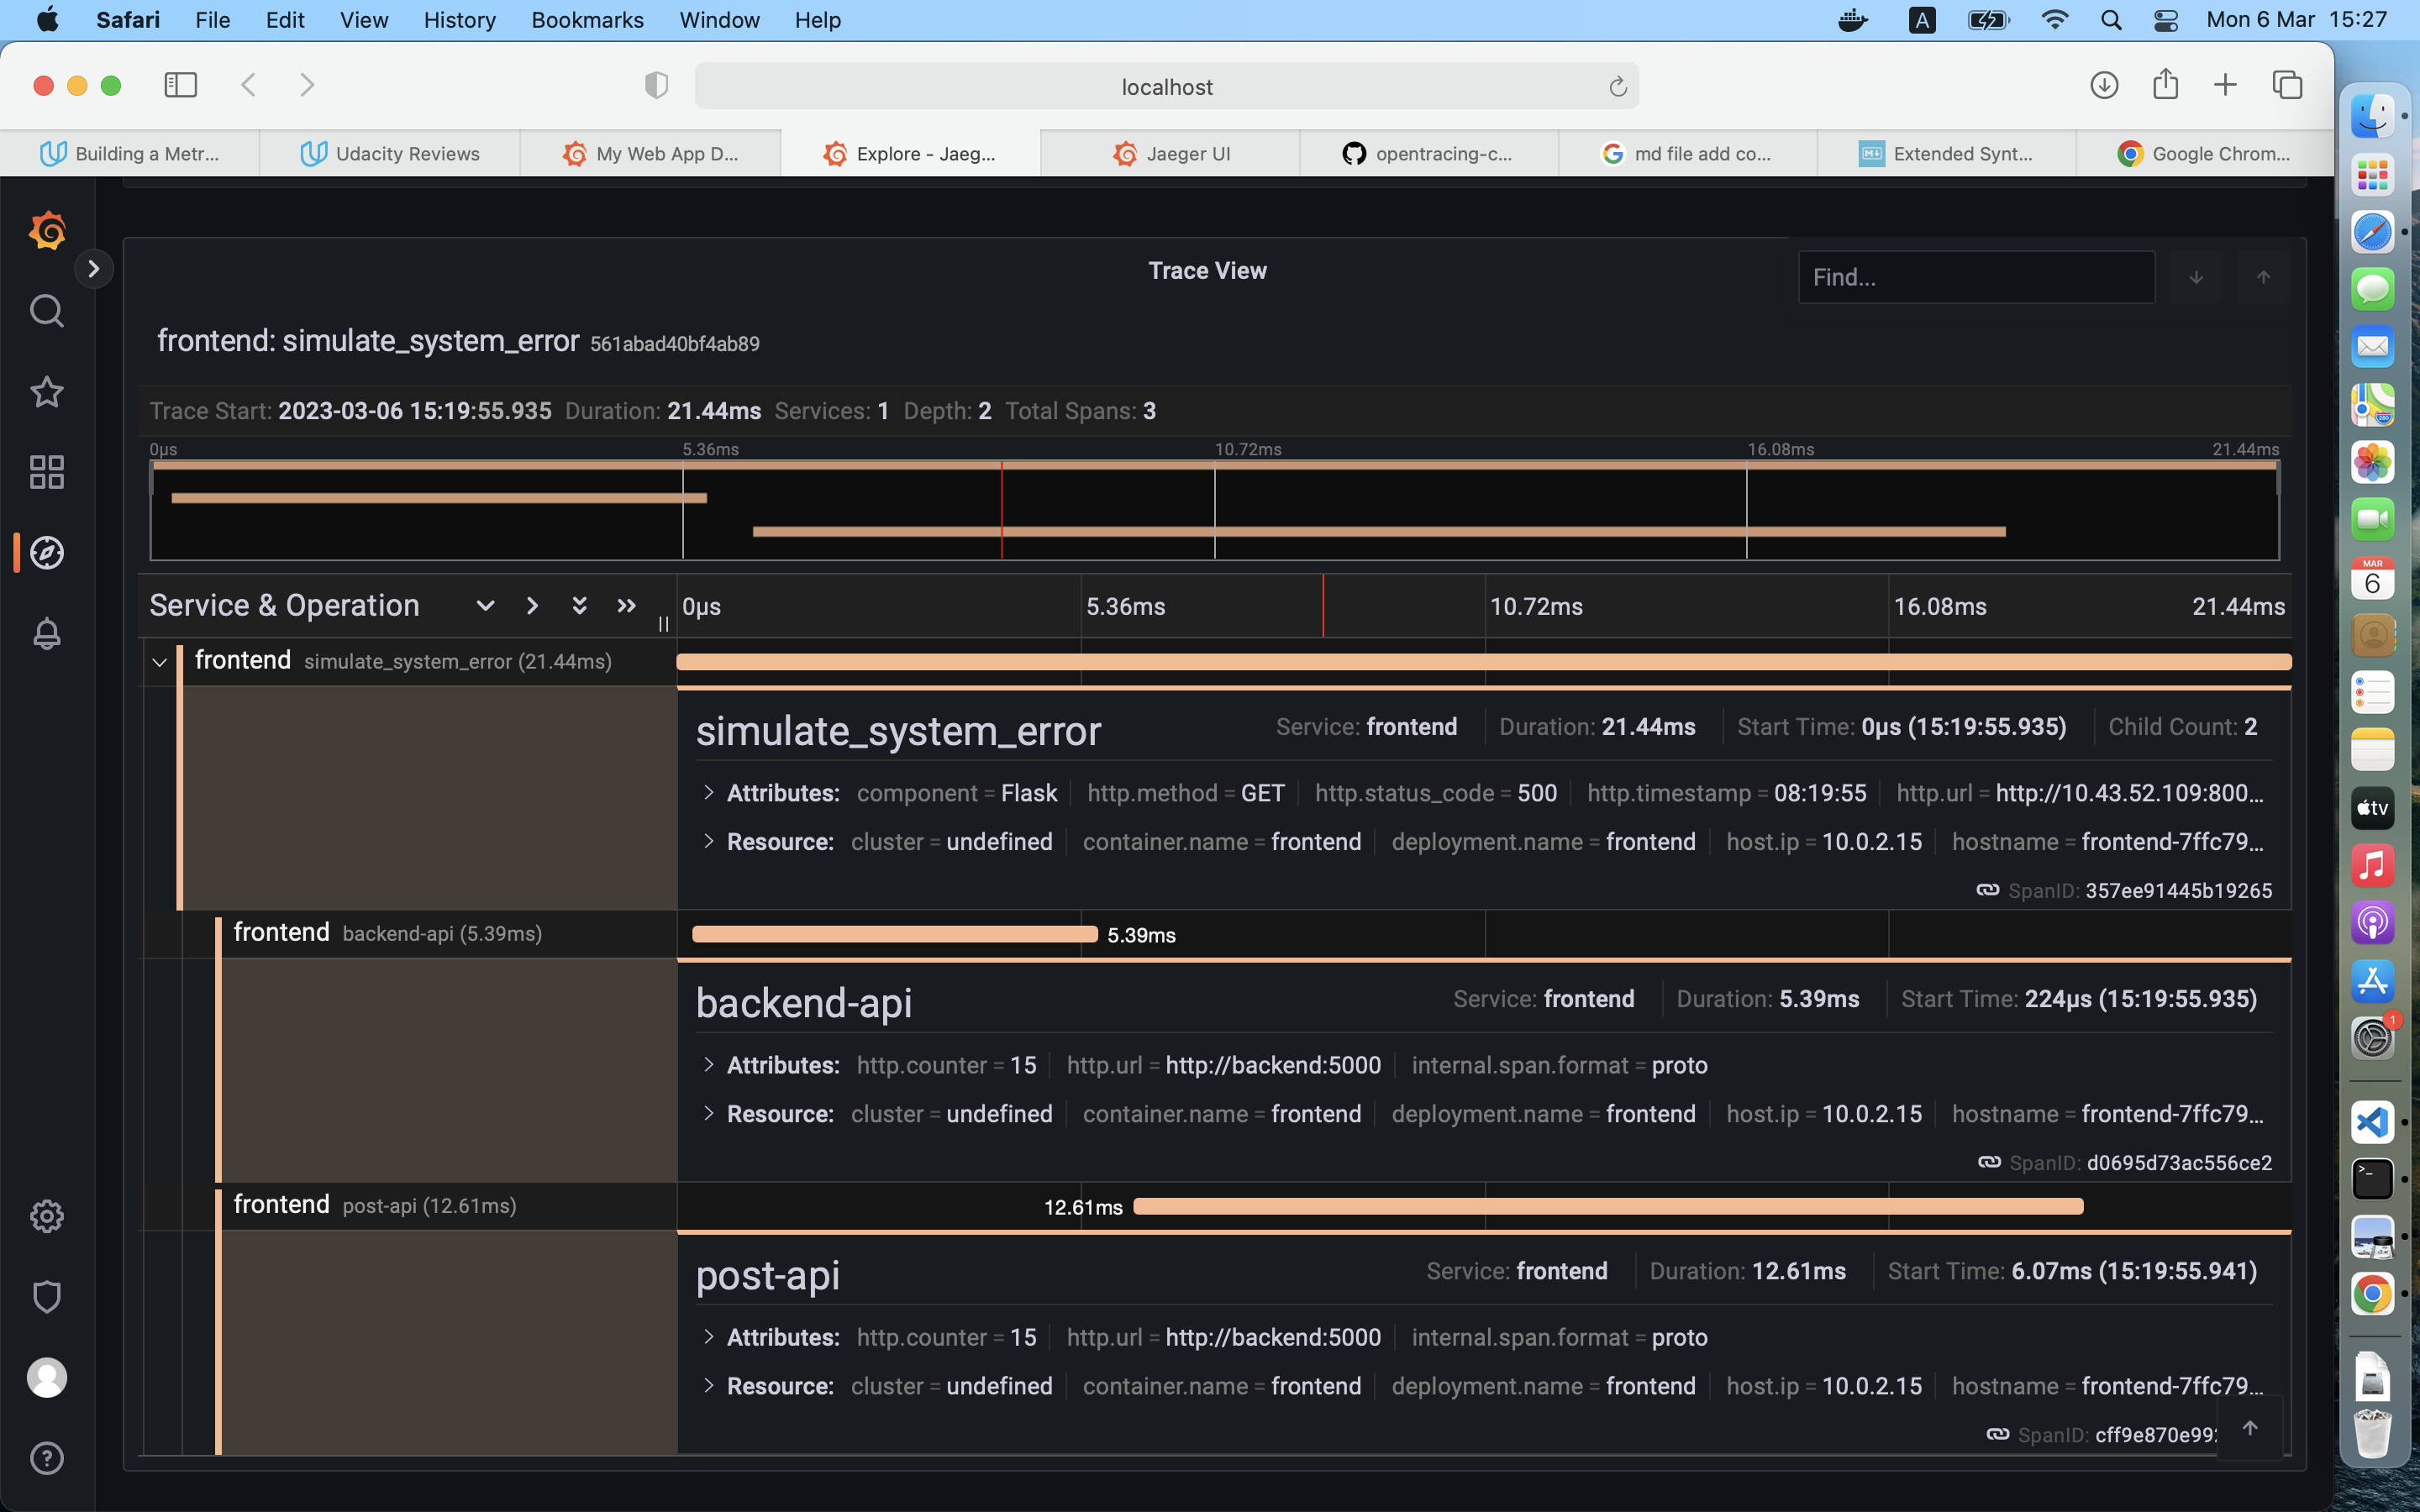 Safari File Edit View History Bookmarks Window Help A Mon 6 Mar 15:27
localhost
Building a Metr... Udacity Reviews My Web App D... Explore - Jaeg... Jaeger UI opentracing-c... md file add co... Extended Synt... Google Chrom...
Trace View
Find...
frontend: simulate_system_error 561abad40bf4ab89
Trace Start: 2023-03-06 15:19:55.935 Duration: 21.44ms Services: 1 Depth: 2 Total Spans: 3
0μs 5.36ms 10.72ms 16.08ms 21.44ms
Service & Operation 0μs 5.36ms 10.72ms 16.08ms 21.44ms
frontend simulate_system_error (21.44ms)
simulate_system_error Service: frontend Duration: 21.44ms Start Time: 0μs (15:19:55.935) Child Count: 2
Attributes: component = Flask http.method = GET http.status_code = 500 http.timestamp = 08:19:55 http.url = http://10.43.52.109:800...
Resource: cluster = undefined container.name = frontend deployment.name = frontend host.ip = 10.0.2.15 hostname = frontend-7ffc79...
SpanID: 357ee91445b19265
frontend backend-api (5.39ms) 5.39ms
backend-api Service: frontend Duration: 5.39ms Start Time: 224μs (15:19:55.935)
Attributes: http.counter = 15 http.url = http://backend:5000 internal.span.format = proto
Resource: cluster = undefined container.name = frontend deployment.name = frontend host.ip = 10.0.2.15 hostname = frontend-7ffc79...
SpanID: d0695d73ac556ce2
frontend post-api (12.61ms) 12.61ms
post-api Service: frontend Duration: 12.61ms Start Time: 6.07ms (15:19:55.941)
Attributes: http.counter = 15 http.url = http://backend:5000 internal.span.format = proto
Resource: cluster = undefined container.name = frontend deployment.name = frontend host.ip = 10.0.2.15 hostname = frontend-7ffc79...
SpanID:
MAR
6
tv
1